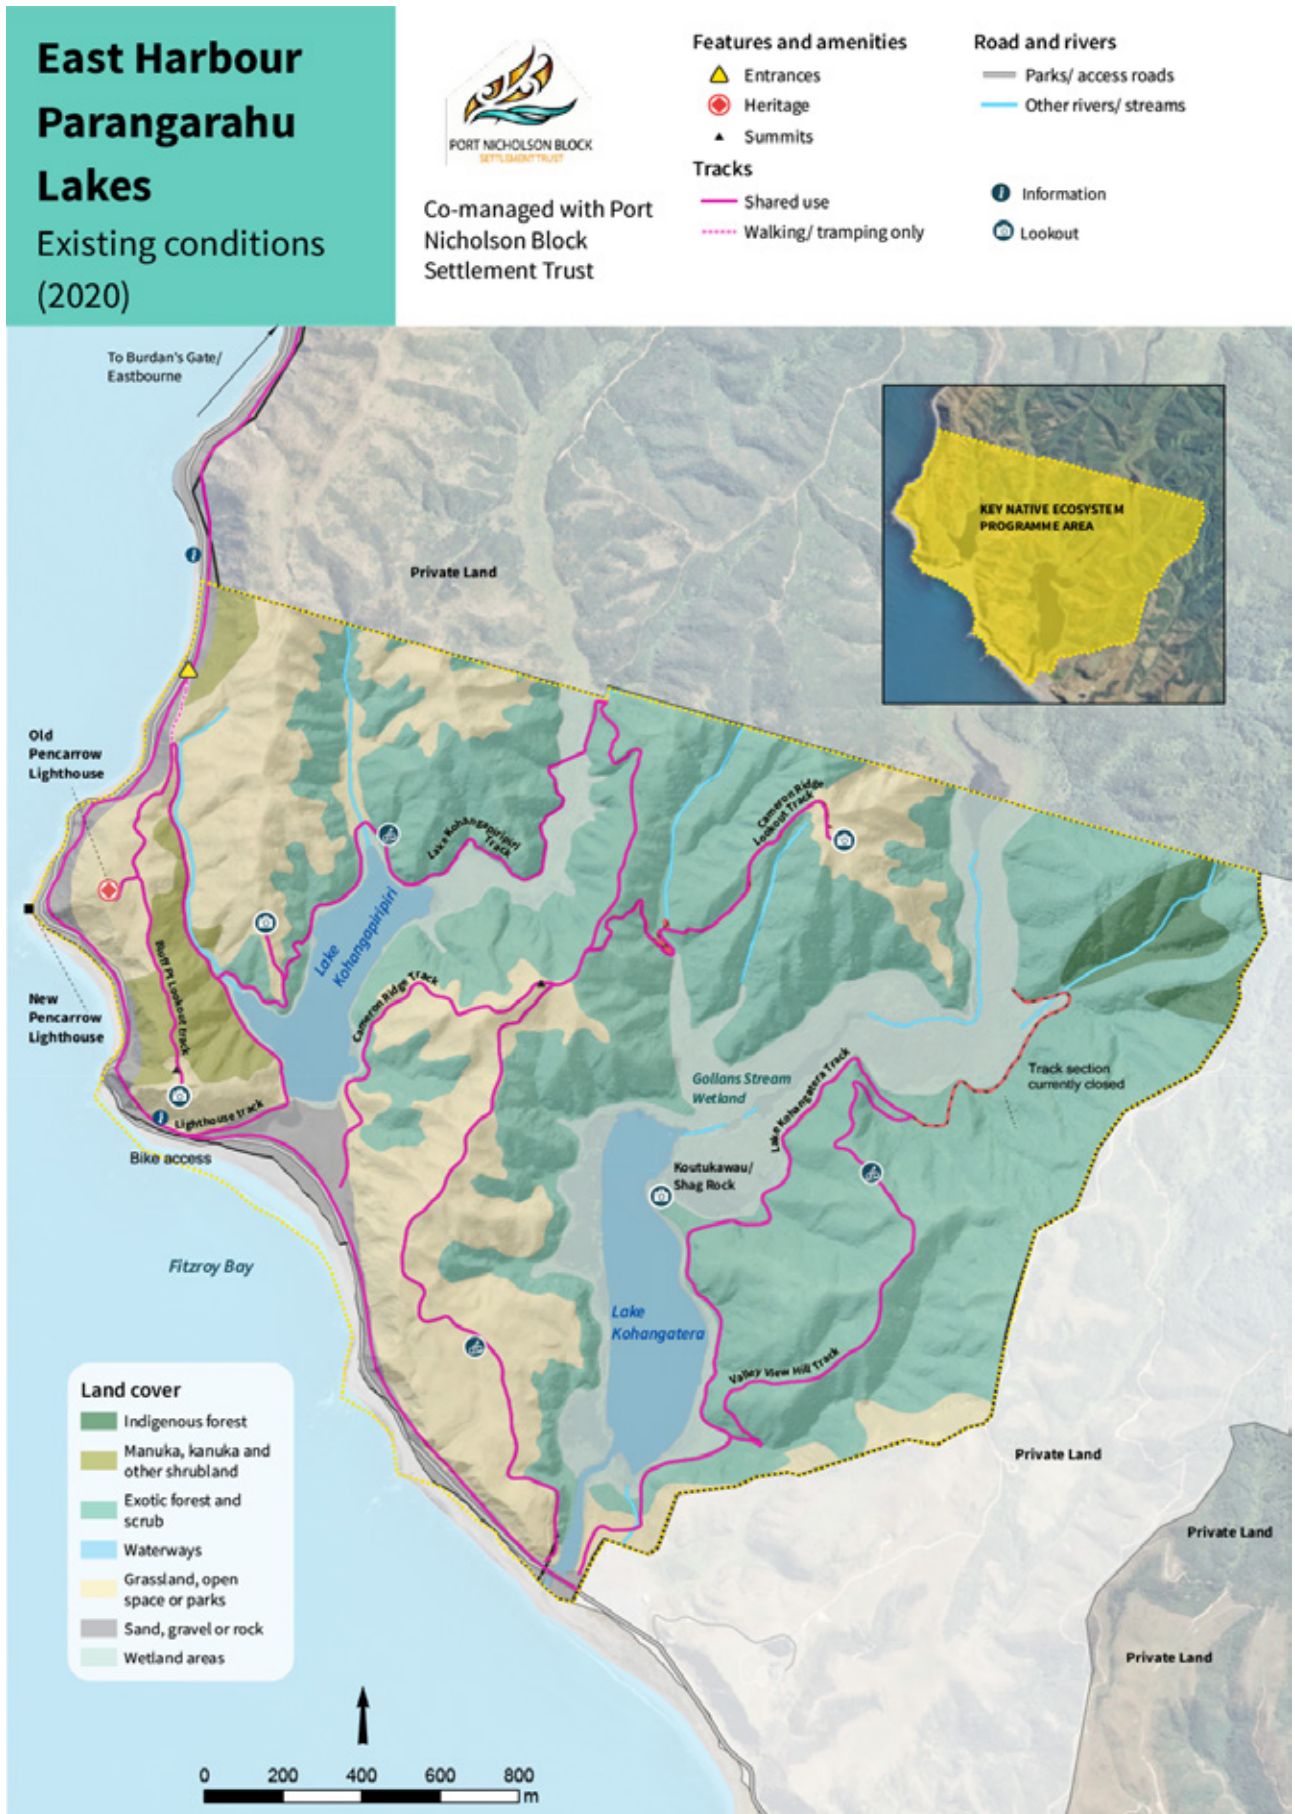 East Harbour
Parangarahu
Lakes
Existing conditions
(2020)
PORT NICHOLSON BLOCK
SETTLEMENT TRUST
Co-managed with Port
Nicholson Block
Settlement Trust
Features and amenities
Entrances
Heritage
Summits
Tracks
Shared use
Walking/ tramping only
Road and rivers
Parks/ access roads
Other rivers/ streams
Information
Lookout
To Burdan's Gate/
Eastbourne
KEY NATIVE ECOSYSTEM
PROGRAMME AREA
Private Land
Old
Pencarrow
Lighthouse
Cameron Ridge
Lookout Track
Lake Kohangapiripiri
Track
Lake
Kohangapiripiri
Bluff Pt Lookout track
Cameron Ridge Track
New
Pencarrow
Lighthouse
Lighthouse track
Bike access
Gollans Stream
Wetland
Lake Kohangatera Track
Track section
currently closed
Koutukawau/
Shag Rock
Fitzroy Bay
Lake
Kohangatera
Valley View Hill Track
Land cover
Indigenous forest
Manuka, kanuka and
other shrubland
Exotic forest and
scrub
Waterways
Grassland, open
space or parks
Sand, gravel or rock
Wetland areas
Private Land
Private Land
Private Land
0 200 400 600 800
m